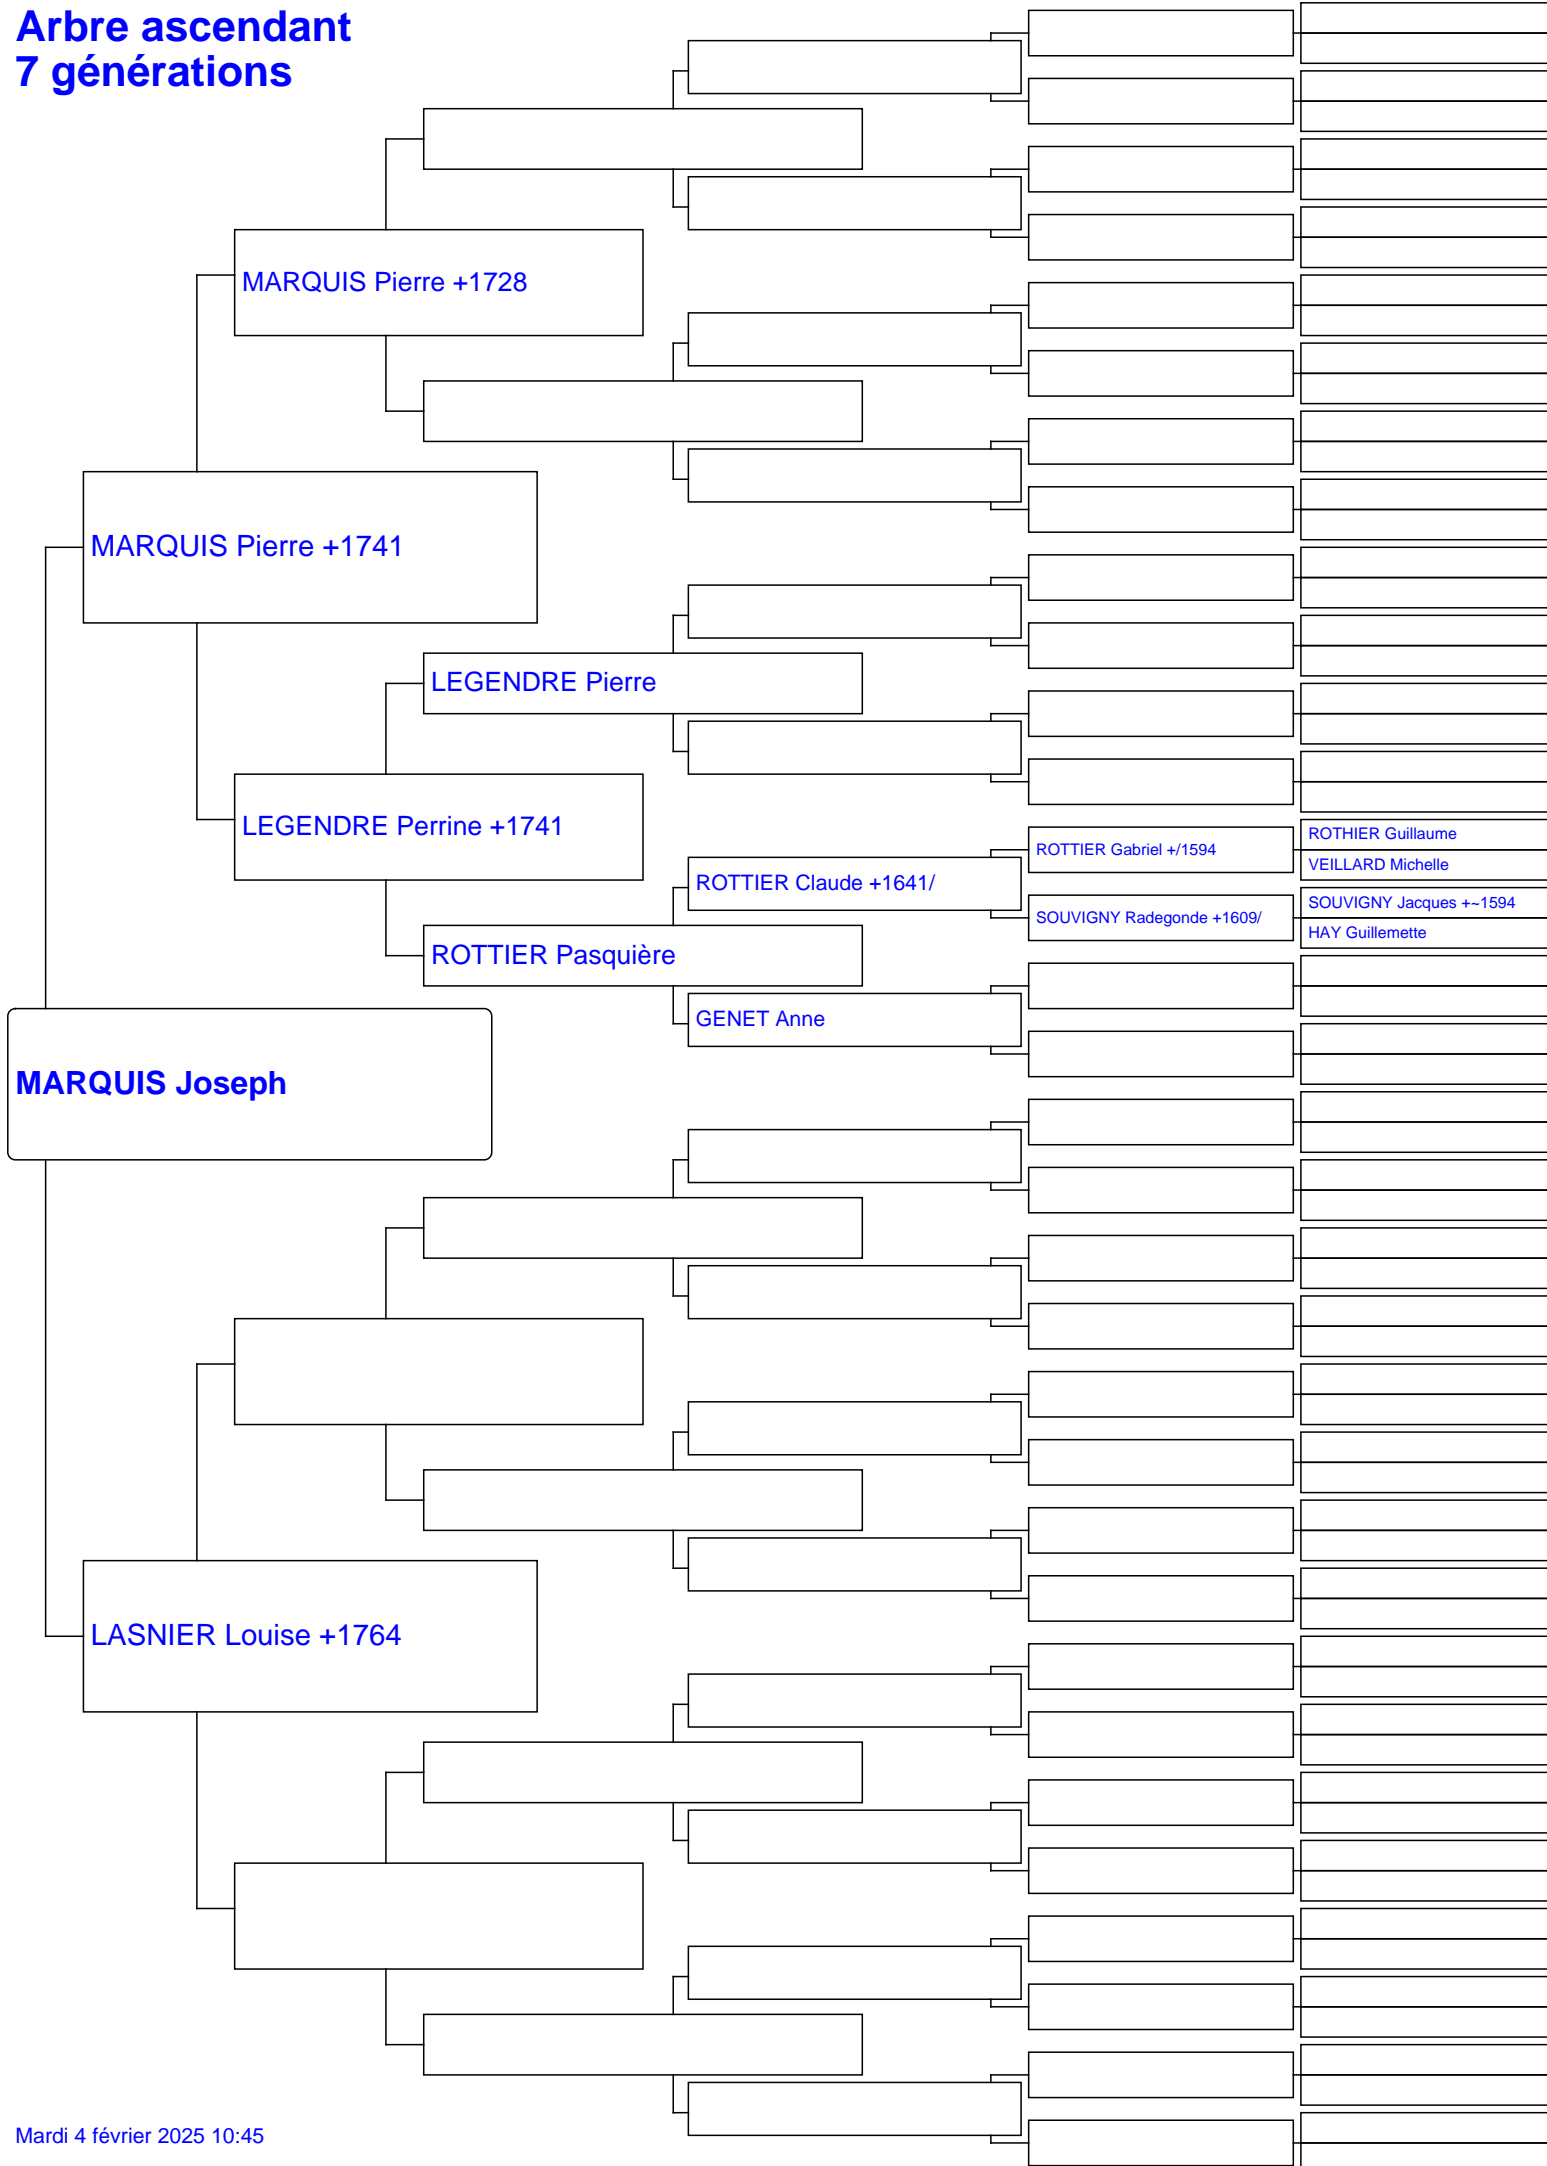 Arbre ascendant
7 générations
MARQUIS Pierre +1728
MARQUIS Pierre +1741
LEGENDRE Pierre
LEGENDRE Perrine +1741
ROTTIER Gabriel +/1594
ROTHIER Guillaume
VEILLARD Michelle
ROTTIER Claude +1641/
SOUVIGNY Radegonde +1609/
SOUVIGNY Jacques +~1594
HAY Guillemette
ROTTIER Pasquière
GENET Anne
MARQUIS Joseph
LASNIER Louise +1764
Mardi 4 février 2025 10:45